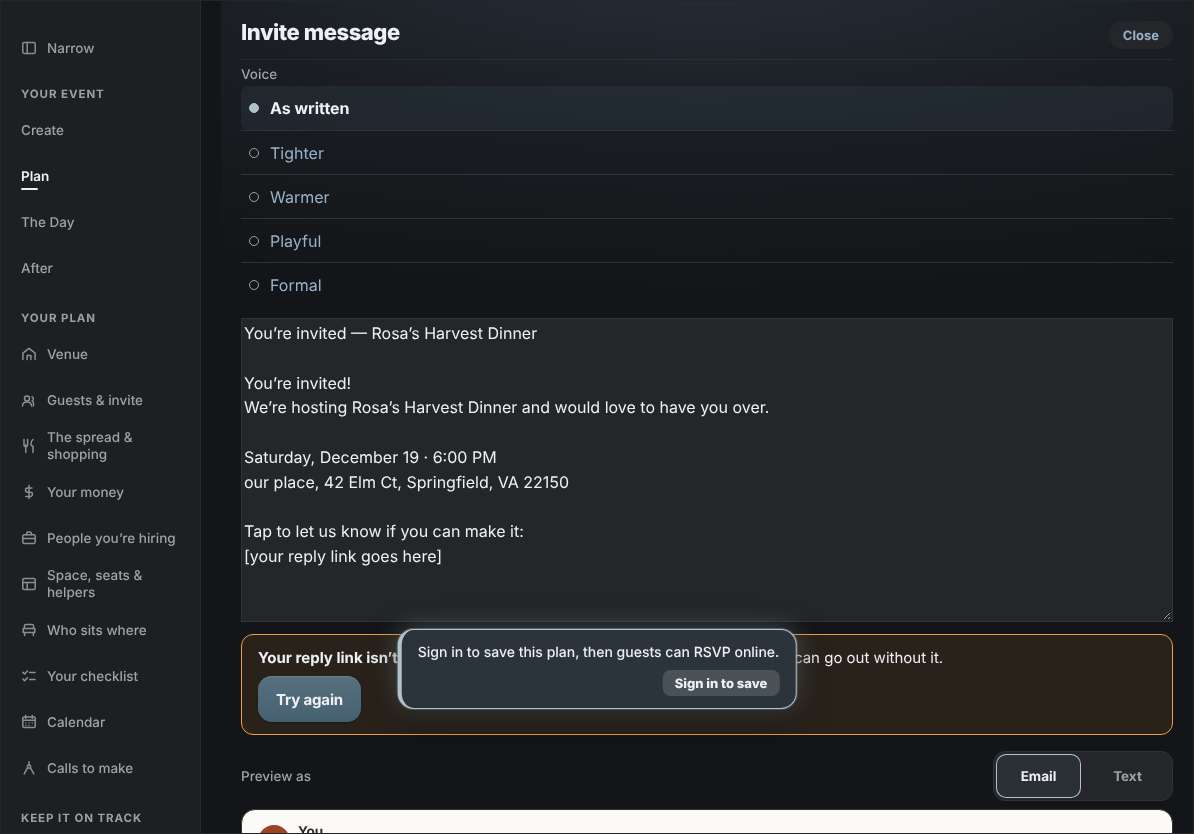 Narrow
YOUR EVENT
Create
Plan
The Day
After
YOUR PLAN
Venue
Guests & invite
The spread &
shopping
Your money
People you’re hiring
Space, seats &
helpers
Who sits where
Your checklist
Calendar
Calls to make
KEEP IT ON TRACK
Invite message
Close
Voice
As written
Tighter
Warmer
Playful
Formal
You’re invited — Rosa’s Harvest Dinner
You’re invited!
We’re hosting Rosa’s Harvest Dinner and would love to have you over.
Saturday, December 19 · 6:00 PM
our place, 42 Elm Ct, Springfield, VA 22150
Tap to let us know if you can make it:
[your reply link goes here]
Your reply link isn’t
can go out without it.
Try again
Sign in to save this plan, then guests can RSVP online.
Sign in to save
Preview as
Email
Text
You